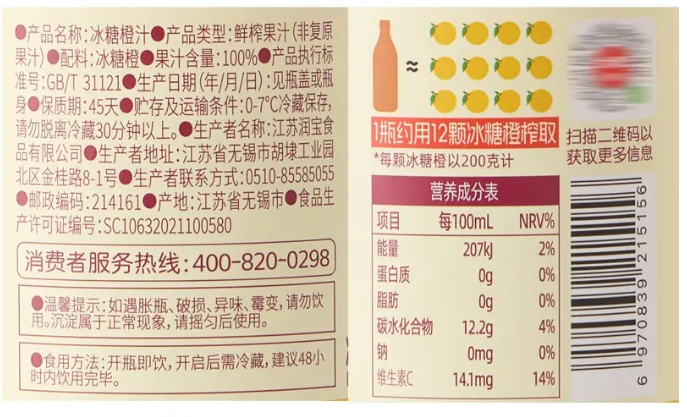 ●产品名称:冰糖橙汁●产品类型:鲜榨果汁(非复原
果汁)●配料:冰糖橙●果汁含量:100%●产品执行标
准号:GB/T 31121●生产日期(年/月/日):见瓶盖或瓶
身●保质期:45天●贮存及运输条件:0-7℃冷藏保存,
请勿脱离冷藏30分钟以上。●生产者名称:江苏润宝食
品有限公司●生产者地址:江苏省无锡市胡埭工业园
北区金桂路8-1号●生产者联系方式:0510-85585055
●邮政编码:214161●产地:江苏省无锡市●食品生
产许可证编号:SC10632021100580
消费者服务热线:400-820-0298
●温馨提示:如遇胀瓶、破损、异味、霉变,请勿饮
用。沉淀属于正常现象,请摇匀后使用。
●食用方法:开瓶即饮,开启后需冷藏,建议48小
时内饮用完毕。
≈
1瓶约用12颗冰糖橙榨取
*每颗冰糖橙以200克计
扫描二维码以
获取更多信息
营养成分表
项目 每100mL NRV%
能量 207kJ 2%
蛋白质 0g 0%
脂肪 0g 0%
碳水化合物 12.2g 4%
钠 0mg 0%
维生素C 14.1mg 14%
6 970839 215156